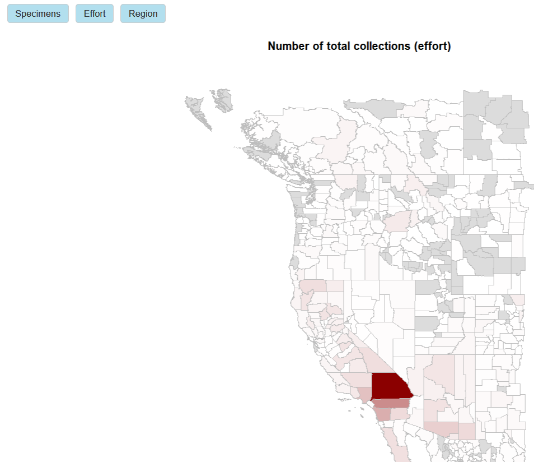 Specimens Effort Region
Number of total collections (effort)